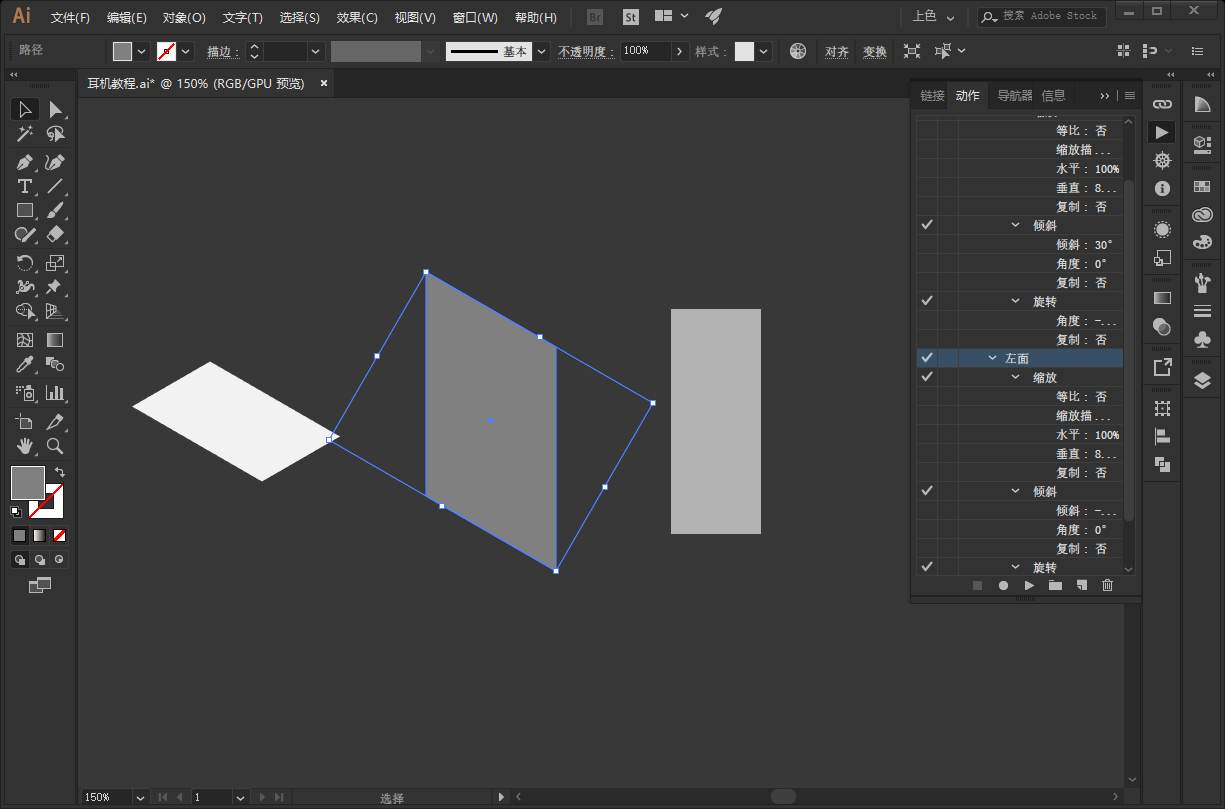 Ai 文件(F) 编辑(E) 对象(O) 文字(T) 选择(S) 效果(C) 视图(V) 窗口(W) 帮助(H) Br St 上色 搜索 Adobe Stock
路径 描边： 基本 不透明度： 100% 样式： 对齐 变换
耳机教程.ai* @ 150% (RGB/GPU 预览) ×
链接 动作 导航器 信息
等比： 否
缩放描...
水平： 100%
垂直： 8...
复制： 否
倾斜
倾斜： 30°
角度： 0°
复制： 否
旋转
角度： -...
复制： 否
左面
缩放
等比： 否
缩放描...
水平： 100%
垂直： 8...
复制： 否
倾斜
倾斜： -...
角度： 0°
复制： 否
旋转
150% 1 选择